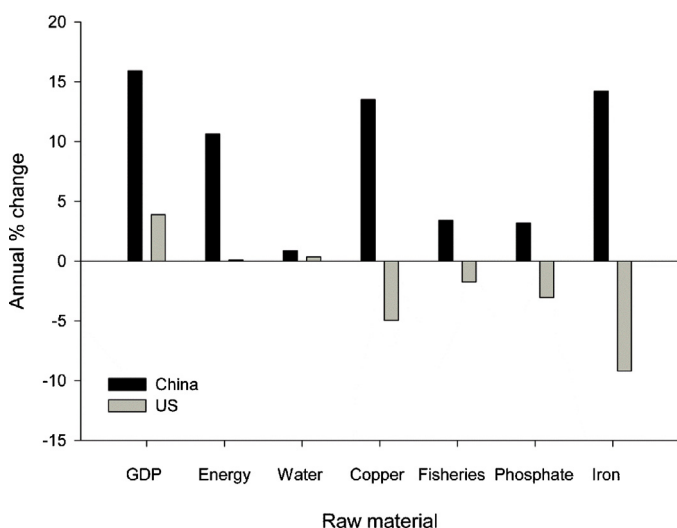 20
15
10
5
0
-5
-10
-15
Annual % change
China
US
GDP Energy Water Copper Fisheries Phosphate Iron
Raw material